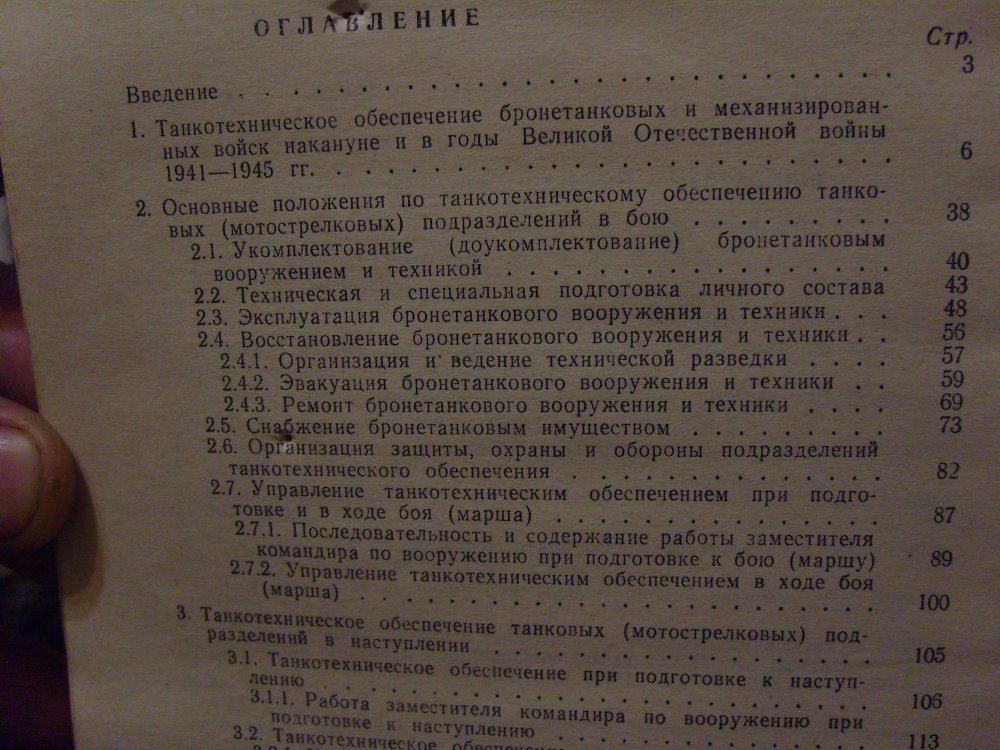 ОГЛАВЛЕНИЕ
Стр.
Введение . . . . . . . . . . . . . . . . . . . . . . . . 3
1. Танкотехническое обеспечение бронетанковых и механизирован-
ных войск накануне и в годы Великой Отечественной войны
1941—1945 гг. . . . . . . . . . . . . . . . . . . . . . . 6
2. Основные положения по танкотехническому обеспечению танко-
вых (мотострелковых) подразделений в бою . . . . . . . . . 38
2.1. Укомплектование (доукомплектование) бронетанковым
вооружением и техникой . . . . . . . . . . . . . . . . 40
2.2. Техническая и специальная подготовка личного состава 43
2.3. Эксплуатация бронетанкового вооружения и техники . . . 48
2.4. Восстановление бронетанкового вооружения и техники . . 56
2.4.1. Организация и ведение технической разведки . . . . 57
2.4.2. Эвакуация бронетанкового вооружения и техники . . 59
2.4.3. Ремонт бронетанкового вооружения и техники . . . . 69
2.5. Снабжение бронетанковым имуществом . . . . . . . . . 73
2.6. Организация защиты, охраны и обороны подразделений
танкотехнического обеспечения . . . . . . . . . . . . . 82
2.7. Управление танкотехническим обеспечением при подго-
товке и в ходе боя (марша) . . . . . . . . . . . . . . 87
2.7.1. Последовательность и содержание работы заместителя
командира по вооружению при подготовке к бою (маршу) 89
2.7.2. Управление танкотехническим обеспечением в ходе боя
(марша) . . . . . . . . . . . . . . . . . . . . . . . 100
3. Танкотехническое обеспечение танковых (мотострелковых) под-
разделений в наступлении . . . . . . . . . . . . . . . . 105
3.1. Танкотехническое обеспечение при подготовке к наступ-
лению . . . . . . . . . . . . . . . . . . . . . . . . 106
3.1.1. Работа заместителя командира по вооружению при
подготовке к наступлению . . . . . . . . . . . . . 113
3.2. Танкотехническое обеспечение